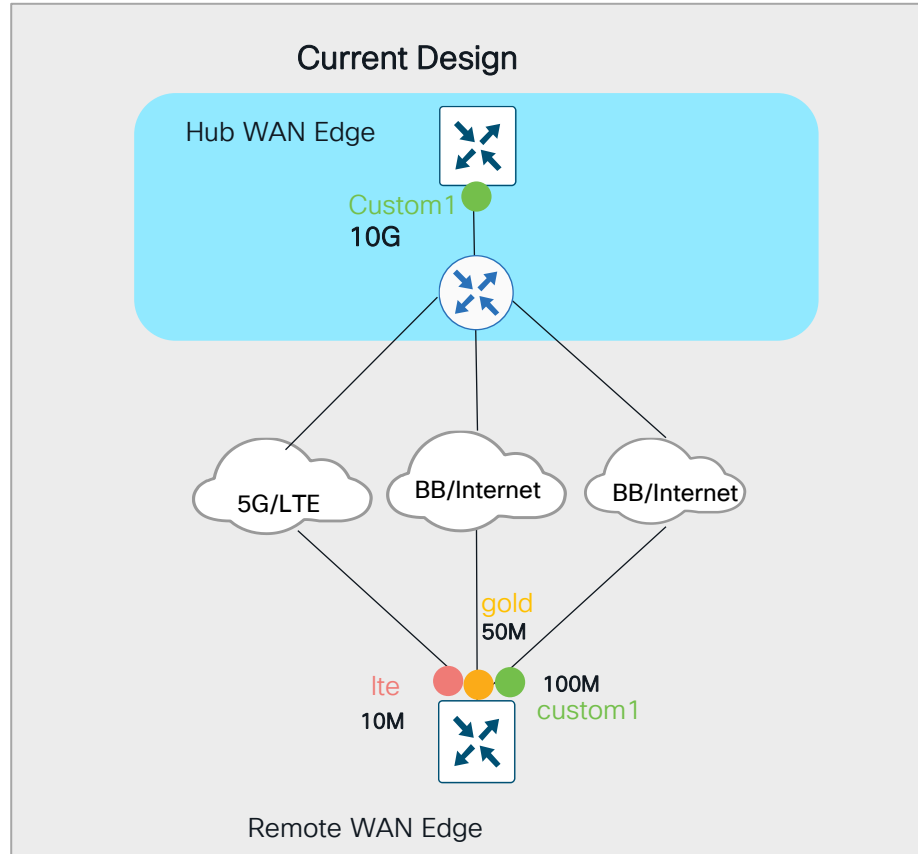 Current Design
Hub WAN Edge
Custom1
10G
5G/LTE
BB/Internet
BB/Internet
gold
50M
lte
10M
100M
custom1
Remote WAN Edge